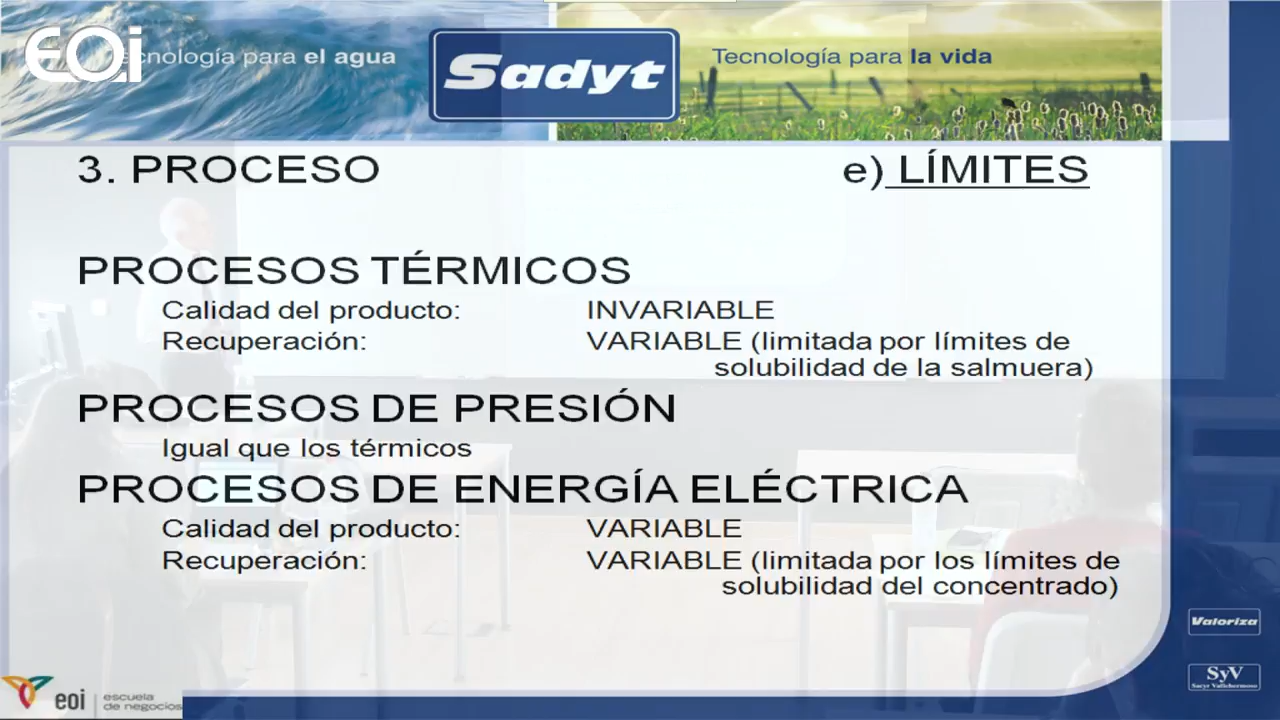 EOi
Tecnología para el agua
Sadyt
Tecnología para la vida
3. PROCESO
e) LÍMITES
PROCESOS TÉRMICOS
Calidad del producto: INVARIABLE
Recuperación: VARIABLE (limitada por límites de
solubilidad de la salmuera)
PROCESOS DE PRESIÓN
Igual que los térmicos
PROCESOS DE ENERGÍA ELÉCTRICA
Calidad del producto: VARIABLE
Recuperación: VARIABLE (limitada por los límites de
solubilidad del concentrado)
Valoriza
SyV
Sacyr Vallehermoso
eoi
escuela
de negocios